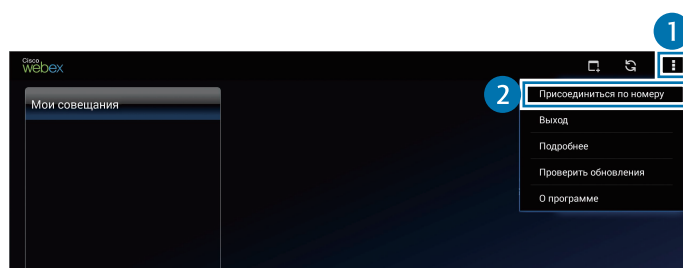 1
Cisco
webex
2
Присоединиться по номеру
Мои совещания
Выход
Подробнее
Проверить обновления
О программе